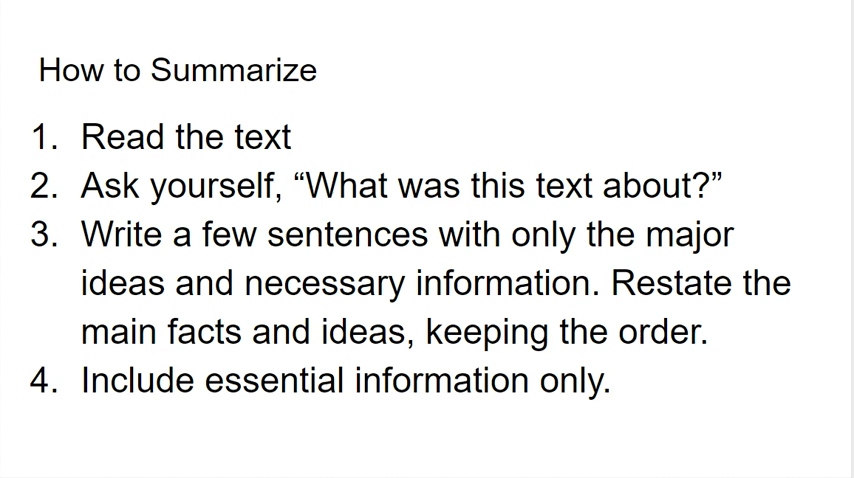 How to Summarize
1. Read the text
2. Ask yourself, “What was this text about?”
3. Write a few sentences with only the major
ideas and necessary information. Restate the
main facts and ideas, keeping the order.
4. Include essential information only.